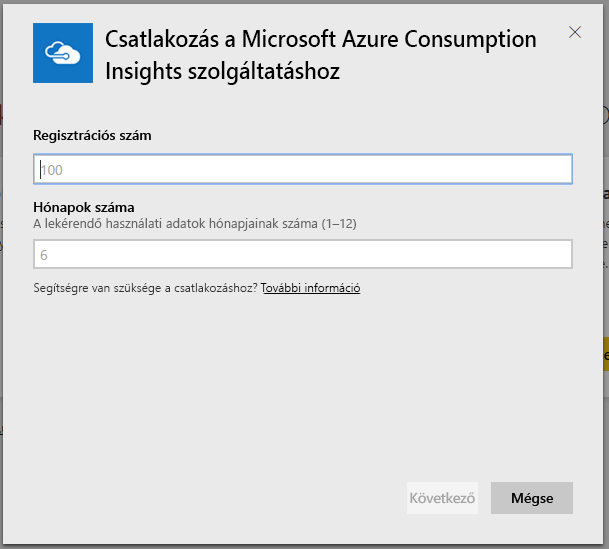 Csatlakozás a Microsoft Azure Consumption
Insights szolgáltatáshoz
Regisztrációs szám
100
Hónapok száma
A lekérendő használati adatok hónapjainak száma (1–12)
6
Segítségre van szüksége a csatlakozáshoz? További információ
Következő
Mégse